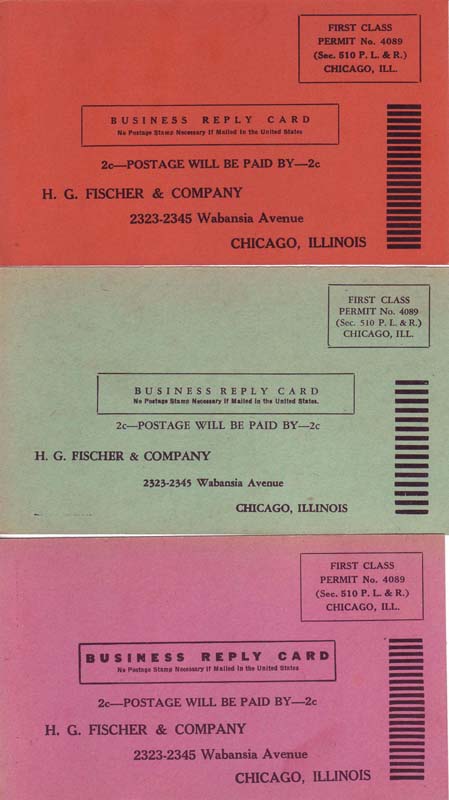 FIRST CLASS
PERMIT No. 4089
(Sec. 510 P. L. & R.)
CHICAGO, ILL.
BUSINESS REPLY CARD
No Postage Stamp Necessary If Mailed in the United States
2c—POSTAGE WILL BE PAID BY—2c
H. G. FISCHER & COMPANY
2323-2345 Wabansia Avenue
CHICAGO, ILLINOIS
FIRST CLASS
PERMIT No. 4089
(Sec. 510 P. L. & R.)
CHICAGO, ILL.
BUSINESS REPLY CARD
No Postage Stamp Necessary If Mailed in the United States.
2c—POSTAGE WILL BE PAID BY—2c
H. G. FISCHER & COMPANY
2323-2345 Wabansia Avenue
CHICAGO, ILLINOIS
FIRST CLASS
PERMIT No. 4089
(Sec. 510 P. L. & R.)
CHICAGO, ILL.
BUSINESS REPLY CARD
No Postage Stamp Necessary If Mailed in the United States
2c—POSTAGE WILL BE PAID BY—2c
H. G. FISCHER & COMPANY
2323-2345 Wabansia Avenue
CHICAGO, ILLINOIS